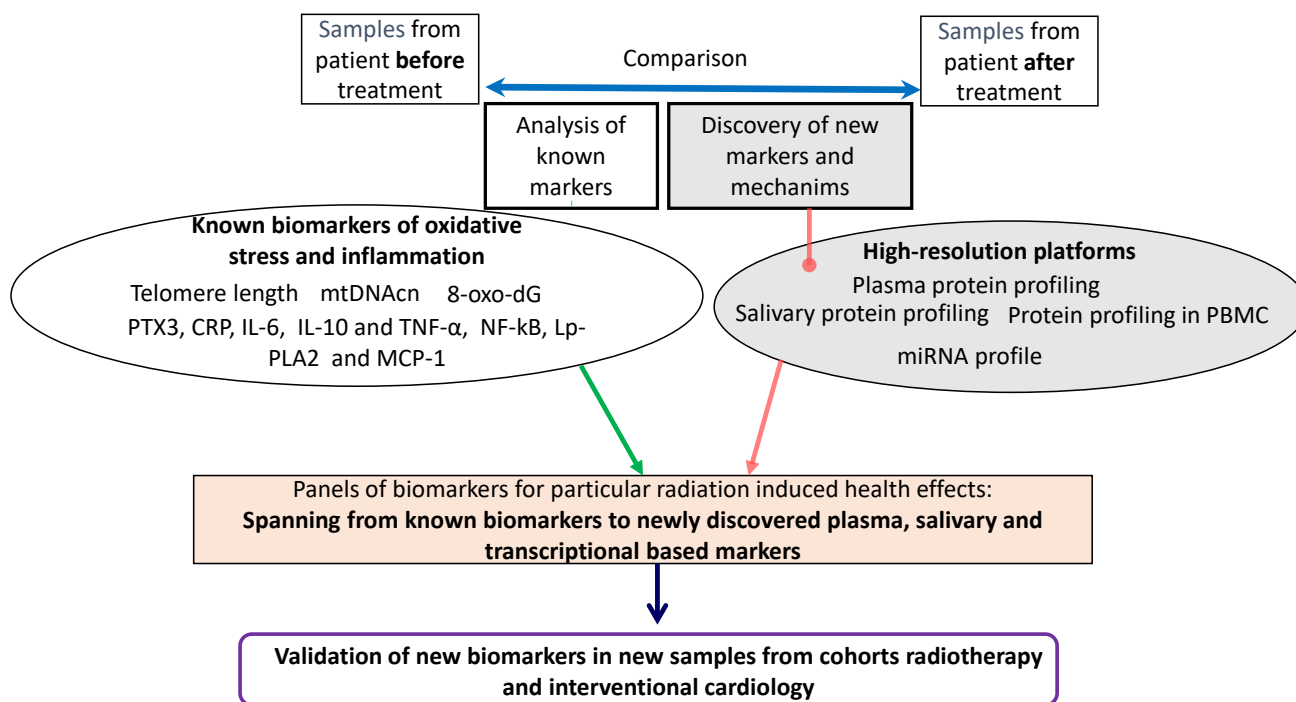 Samples from
patient before
treatment
Comparison
Samples from
patient after
treatment
Analysis of
known
markers
Discovery of new
markers and
mechanims
Known biomarkers of oxidative
stress and inflammation
Telomere length mtDNAcn 8-oxo-dG
PTX3, CRP, IL-6, IL-10 and TNF-α, NF-kB, Lp-
PLA2 and MCP-1
High-resolution platforms
Plasma protein profiling
Salivary protein profiling Protein profiling in PBMC
miRNA profile
Panels of biomarkers for particular radiation induced health effects:
Spanning from known biomarkers to newly discovered plasma, salivary and
transcriptional based markers
Validation of new biomarkers in new samples from cohorts radiotherapy
and interventional cardiology